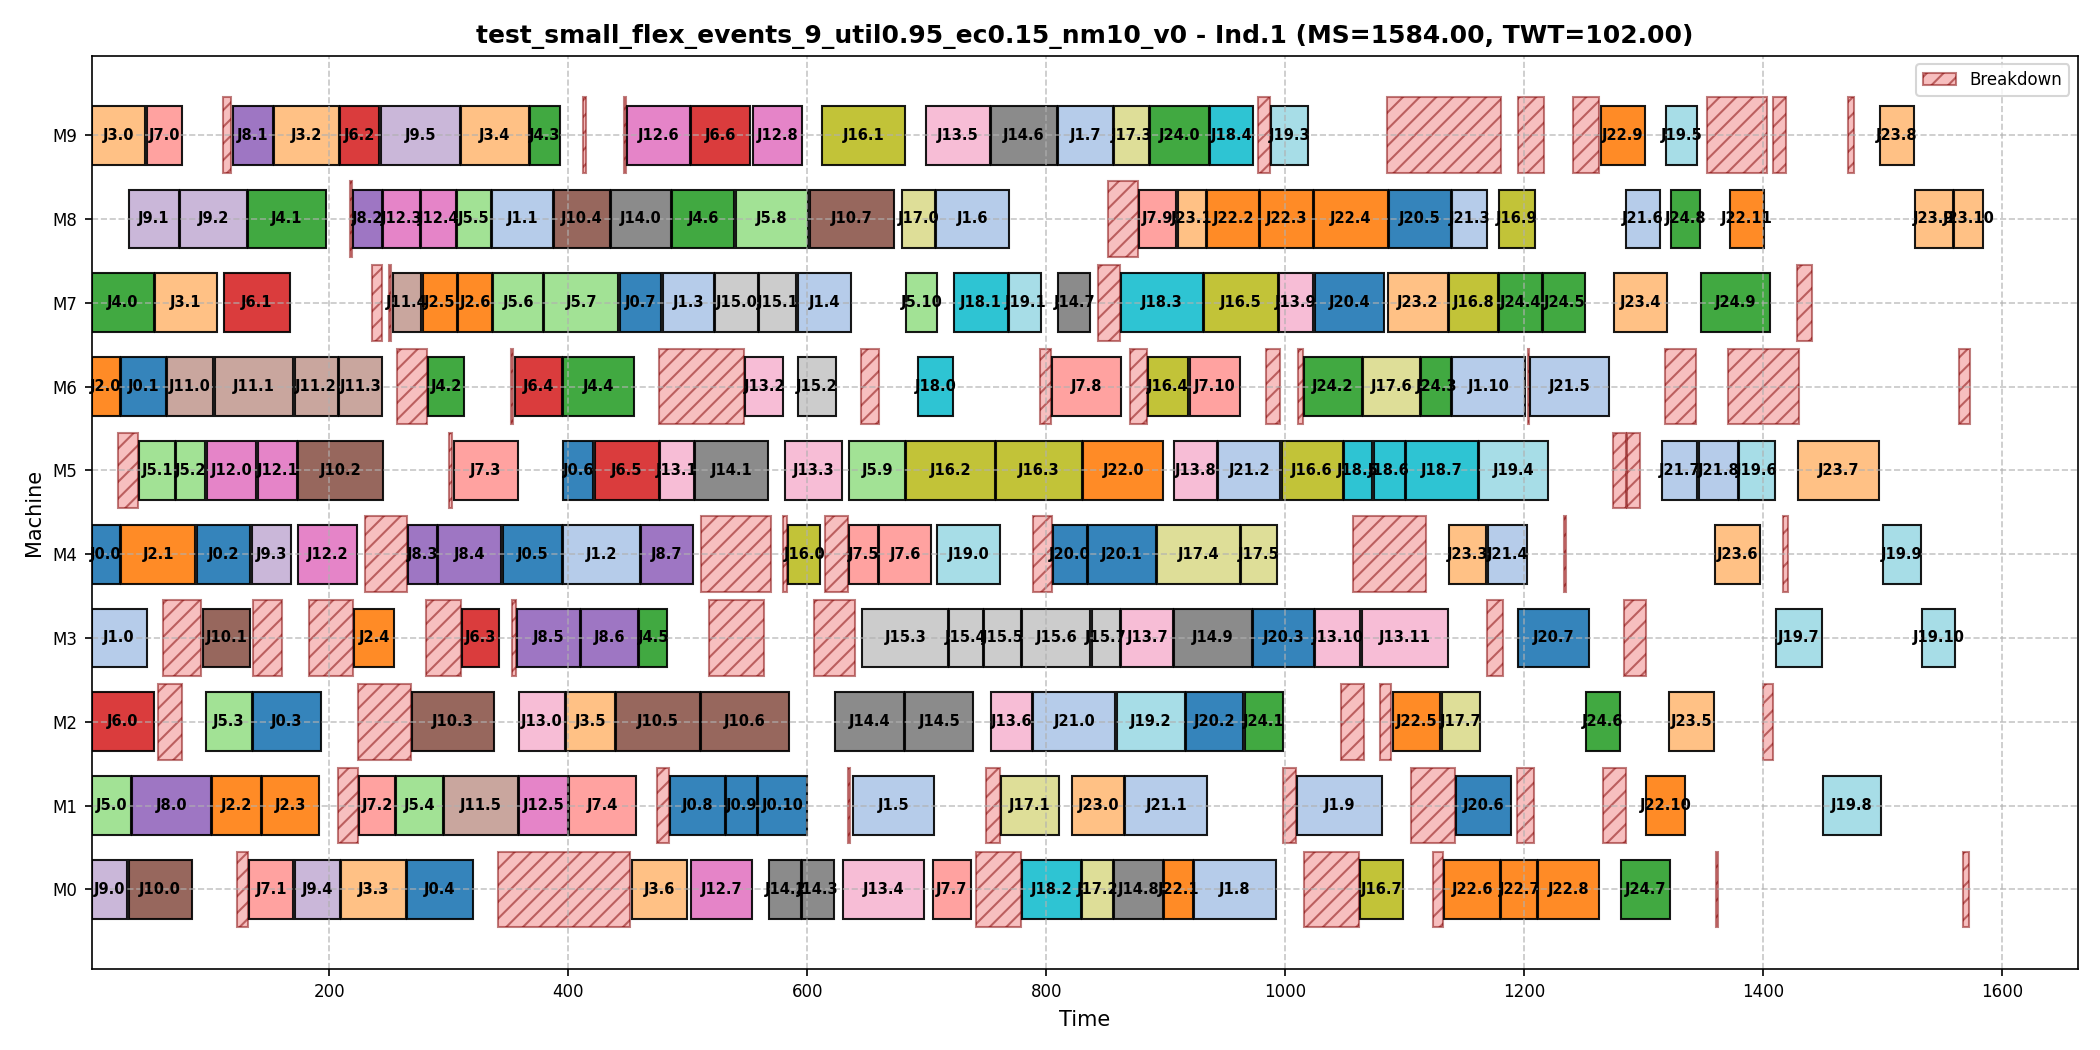 test_small_flex_events_9_util0.95_ec0.15_nm10_v0 - Ind.1 (MS=1584.00, TWT=102.00)
Breakdown
M9 J3.0 J7.0 J8.1 J3.2 J6.2 J9.5 J3.4 J4.3 J12.6 J6.6 J12.8 J16.1 J13.5 J14.6 J1.7 J17.3 J24.0 J18.4 J19.3 J22.9 J19.5 J23.8
M8 J9.1 J9.2 J4.1 J8.2 J12.3 J12.4 J5.5 J1.1 J10.4 J14.0 J4.6 J5.8 J10.7 J17.0 J1.6 J7.9 J23.1 J22.2 J22.3 J22.4 J20.5 J21.3 J16.9 J21.6 J24.8 J22.11 J23.9 J23.10
M7 J4.0 J3.1 J6.1 J11.4 J2.5 J2.6 J5.6 J5.7 J0.7 J1.3 J15.0 J15.1 J1.4 J5.10 J18.1 J19.1 J14.7 J18.3 J16.5 J13.9 J20.4 J23.2 J16.8 J24.4 J24.5 J23.4 J24.9
M6 J2.0 J0.1 J11.0 J11.1 J11.2 J11.3 J4.2 J6.4 J4.4 J13.2 J15.2 J18.0 J7.8 J16.4 J7.10 J24.2 J17.6 J24.3 J1.10 J21.5
M5 J5.1 J5.2 J12.0 J12.1 J10.2 J7.3 J0.6 J6.5 J13.1 J14.1 J13.3 J5.9 J16.2 J16.3 J22.0 J13.8 J21.2 J16.6 J18.5 J18.6 J18.7 J19.4 J21.7 J21.8 J19.6 J23.7
M4 J0.0 J2.1 J0.2 J9.3 J12.2 J8.3 J8.4 J0.5 J1.2 J8.7 J16.0 J7.5 J7.6 J19.0 J20.0 J20.1 J17.4 J17.5 J23.3 J21.4 J23.6 J19.9
M3 J1.0 J10.1 J2.4 J6.3 J8.5 J8.6 J4.5 J15.3 J15.4 J15.5 J15.6 J15.7 J13.7 J14.9 J20.3 J13.10 J13.11 J20.7 J19.7 J19.10
M2 J6.0 J5.3 J0.3 J10.3 J13.0 J3.5 J10.5 J10.6 J14.4 J14.5 J13.6 J21.0 J19.2 J20.2 J24.1 J22.5 J17.7 J24.6 J23.5
M1 J5.0 J8.0 J2.2 J2.3 J7.2 J5.4 J11.5 J12.5 J7.4 J0.8 J0.9 J0.10 J1.5 J17.1 J23.0 J21.1 J1.9 J20.6 J22.10 J19.8
M0 J9.0 J10.0 J7.1 J9.4 J3.3 J0.4 J3.6 J12.7 J14.2 J14.3 J13.4 J7.7 J18.2 J17.2 J14.8 J22.1 J1.8 J16.7 J22.6 J22.7 J22.8 J24.7
200 400 600 800 1000 1200 1400 1600
Time
Machine